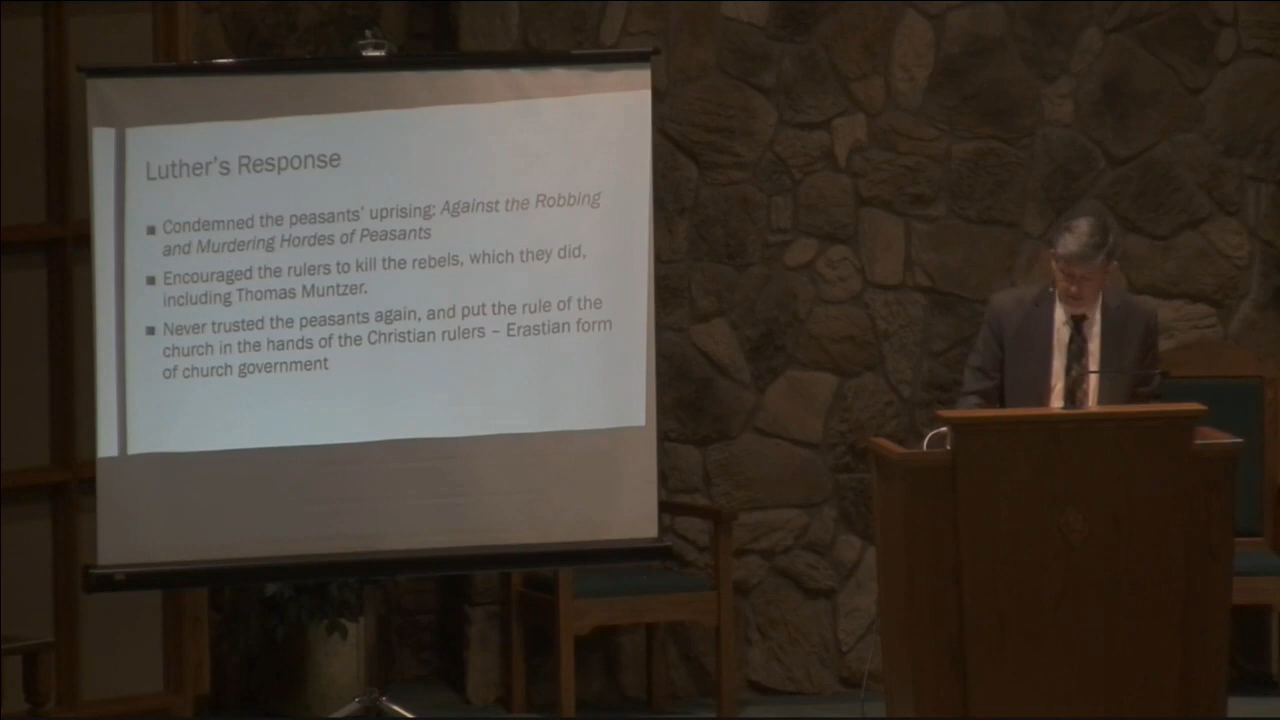 Luther's Response
Condemned the peasants' uprising; Against the Robbing
and Murdering Hordes of Peasants
Encouraged the rulers to kill the rebels, which they did,
including Thomas Muntzer.
Never trusted the peasants again, and put the rule of the
church in the hands of the Christian rulers – Erastian form
of church government